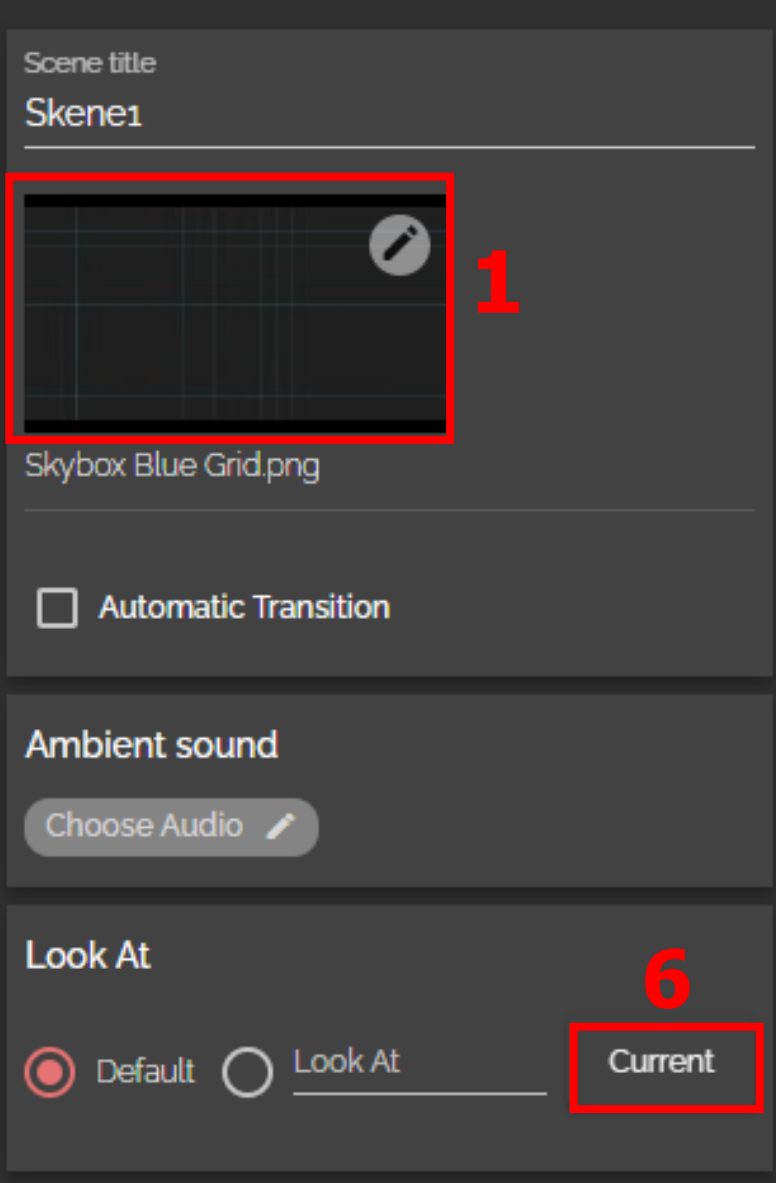 Scene title
Skene1
1
Skybox Blue Grid.png
Automatic Transition
Ambient sound
Choose Audio
Look At
6
Default Look At Current